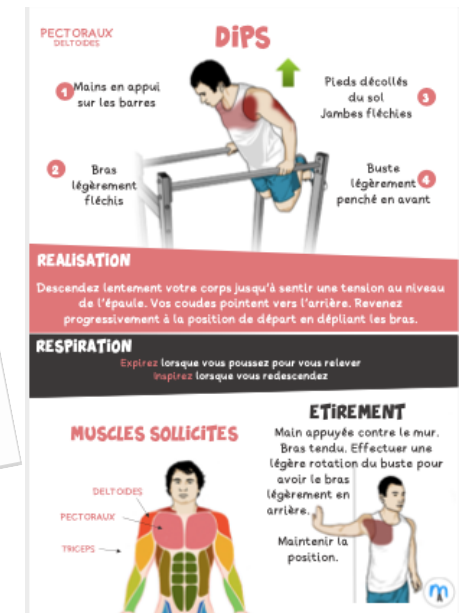 PECTORAUX
DELTOIDES
DiPS
1 Mains en appui
sur les barres
Pieds décollés
du sol
Jambes fléchies 3
2 Bras
légèrement
fléchis
Buste
légèrement 4
penché en avant
REALISATION
Descendez lentement votre corps jusqu'à sentir une tension au niveau
de l'épaule. Vos coudes pointent vers l'arrière. Revenez
progressivement à la position de départ en dépliant les bras.
RESPIRATION
Expirez lorsque vous poussez pour vous relever
Inspirez lorsque vous redescendez
MUSCLES SOLLICITES
DELTOIDES
PECTORAUX
TRICEPS
ETIREMENT
Main appuyée contre le mur.
Bras tendu. Effectuer une
légère rotation du buste pour
avoir le bras
légèrement en
arrière.
Maintenir la
position.